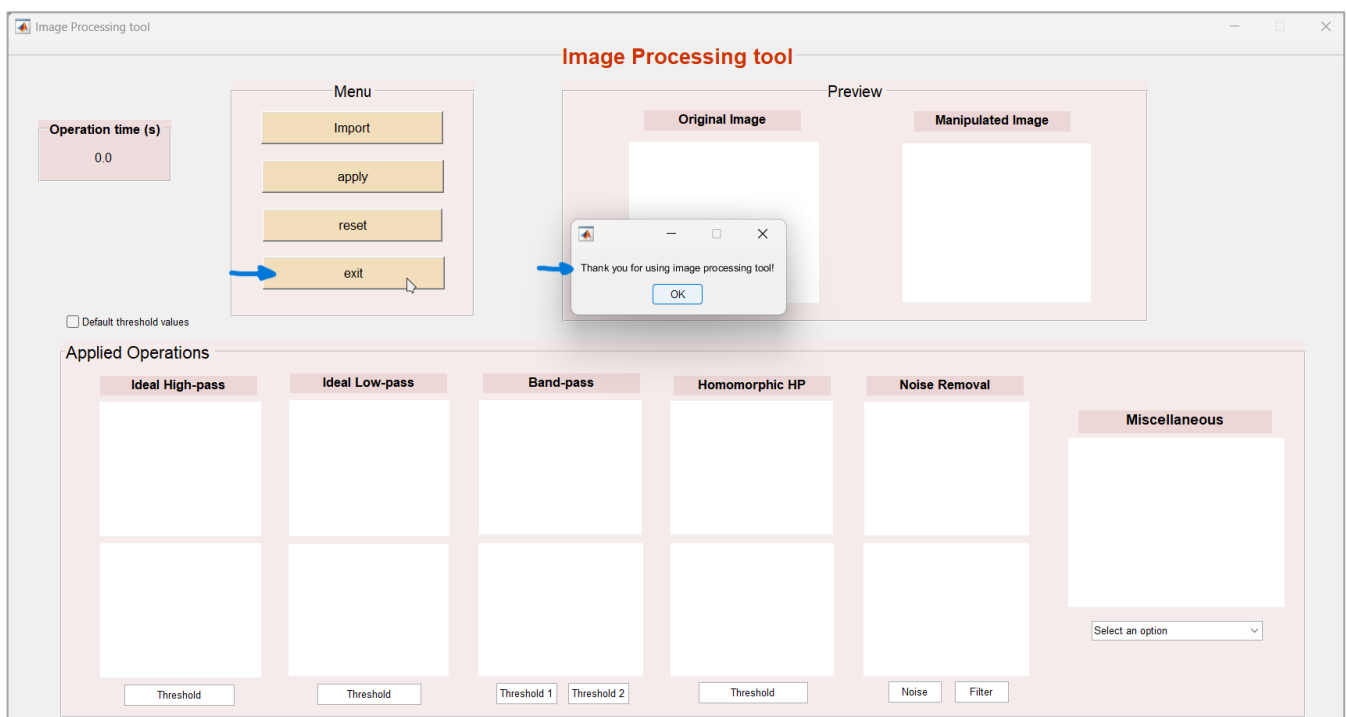 Image Processing tool
Image Processing tool
Menu
Preview
Operation time (s)
0.0
Import
apply
reset
exit
Original Image
Manipulated Image
Thank you for using image processing tool!
OK
Default threshold values
Applied Operations
Ideal High-pass
Ideal Low-pass
Band-pass
Homomorphic HP
Noise Removal
Miscellaneous
Select an option
Threshold
Threshold
Threshold 1
Threshold 2
Threshold
Noise
Filter